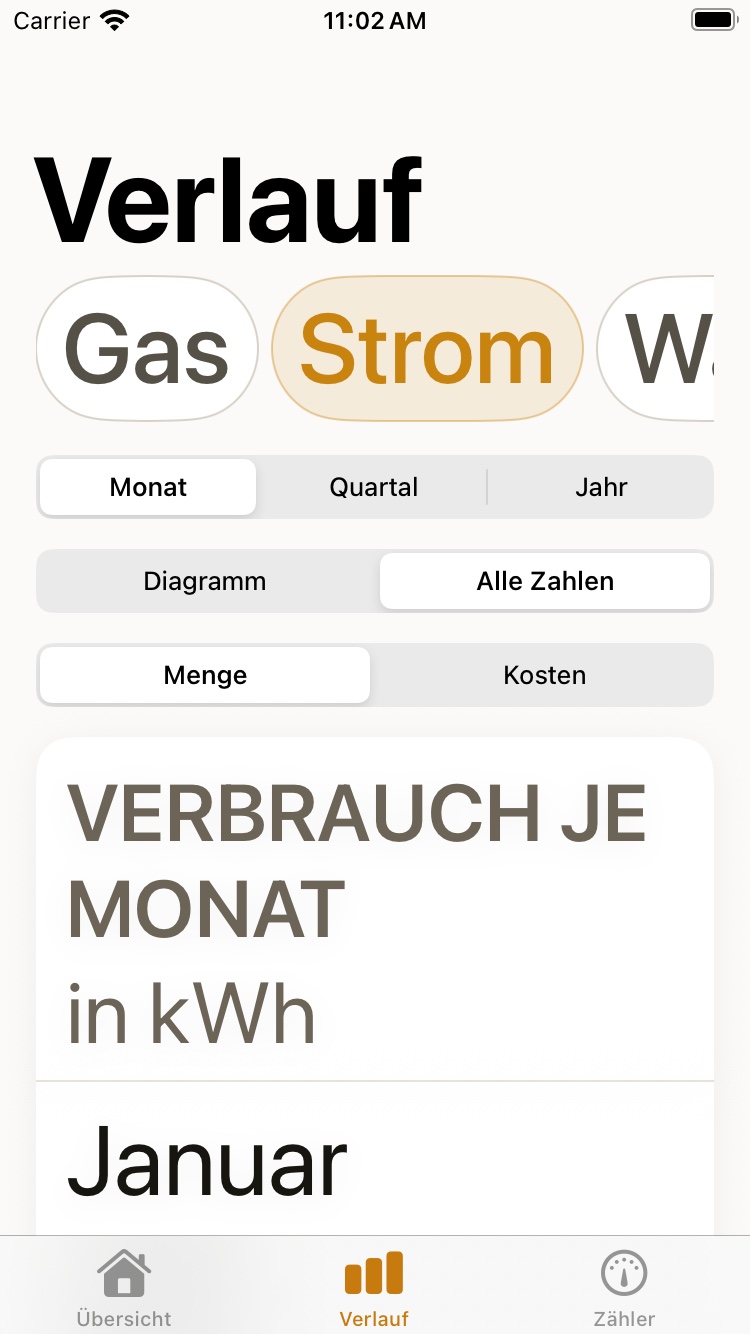 Carrier 11:02 AM
Verlauf
Gas Strom
Monat Quartal Jahr
Diagramm Alle Zahlen
Menge Kosten
VERBRAUCH JE
MONAT
in kWh
Januar
Übersicht Verlauf Zähler